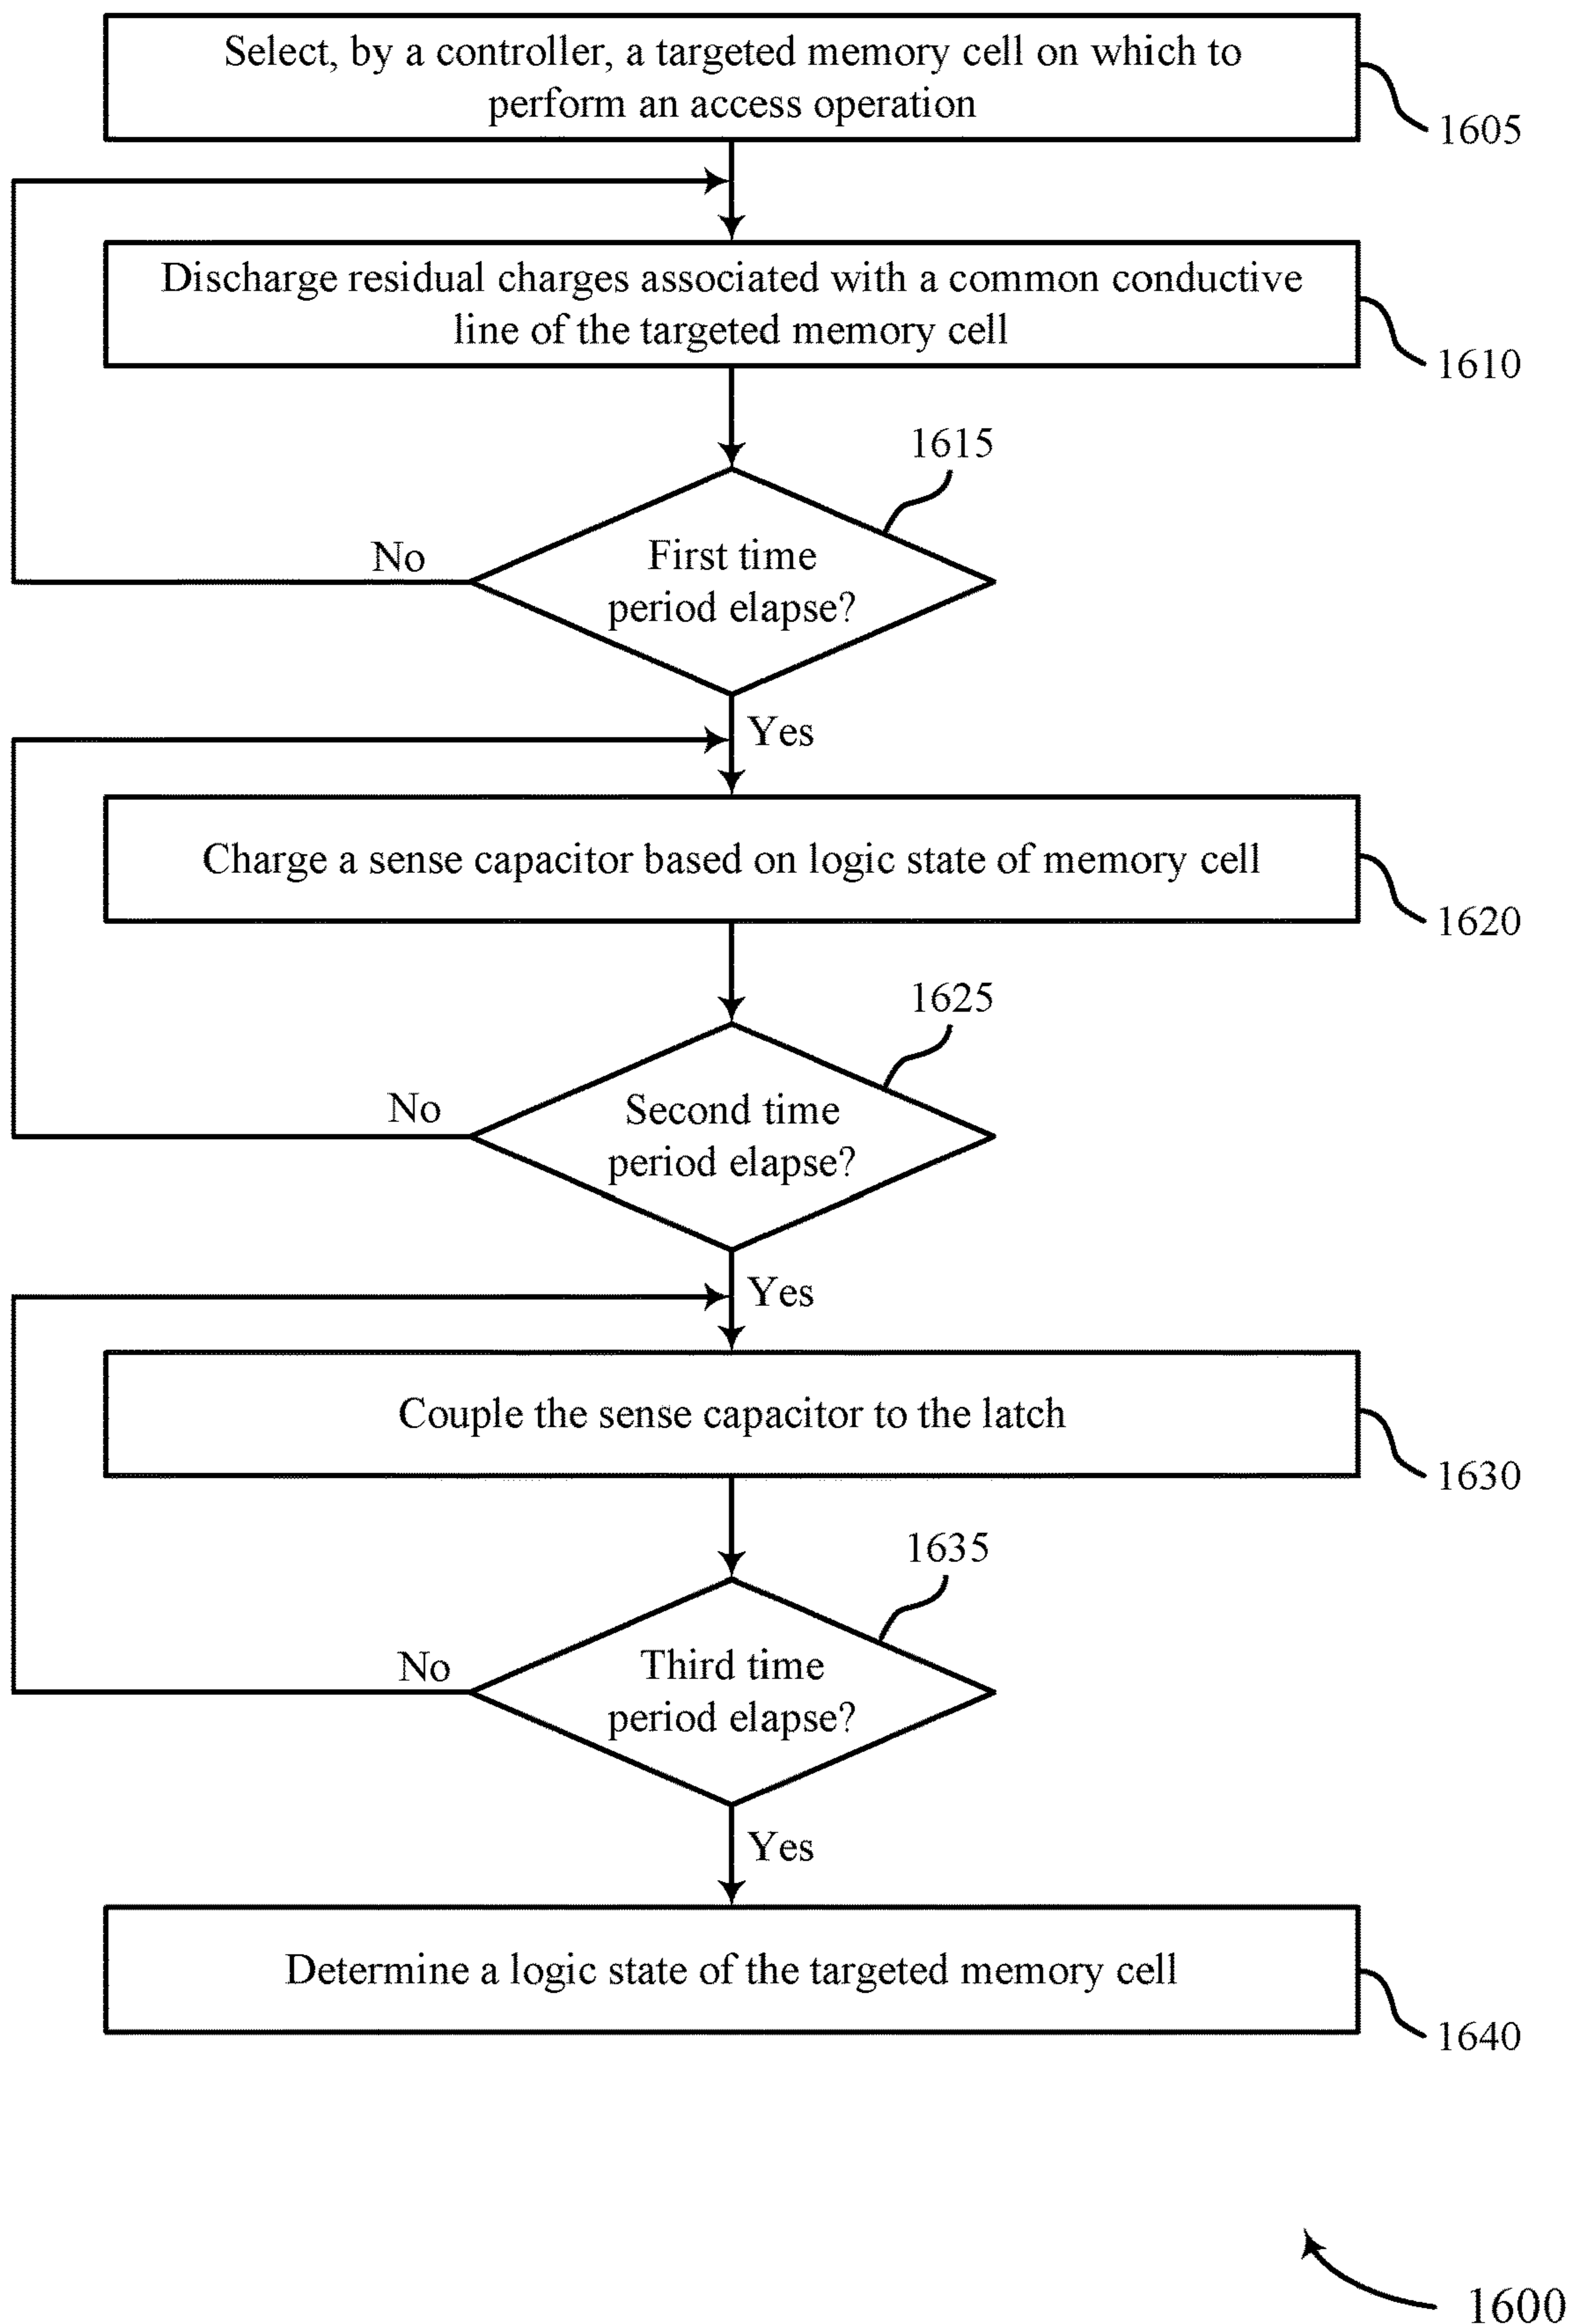 Select, by a controller, a targeted memory cell on which to
perform an access operation
1605
Discharge residual charges associated with a common conductive
line of the targeted memory cell
1610
1615
First time
period elapse?
No
Yes
Charge a sense capacitor based on logic state of memory cell
1620
1625
Second time
period elapse?
No
Yes
Couple the sense capacitor to the latch
1630
1635
Third time
period elapse?
No
Yes
Determine a logic state of the targeted memory cell
1640
1600